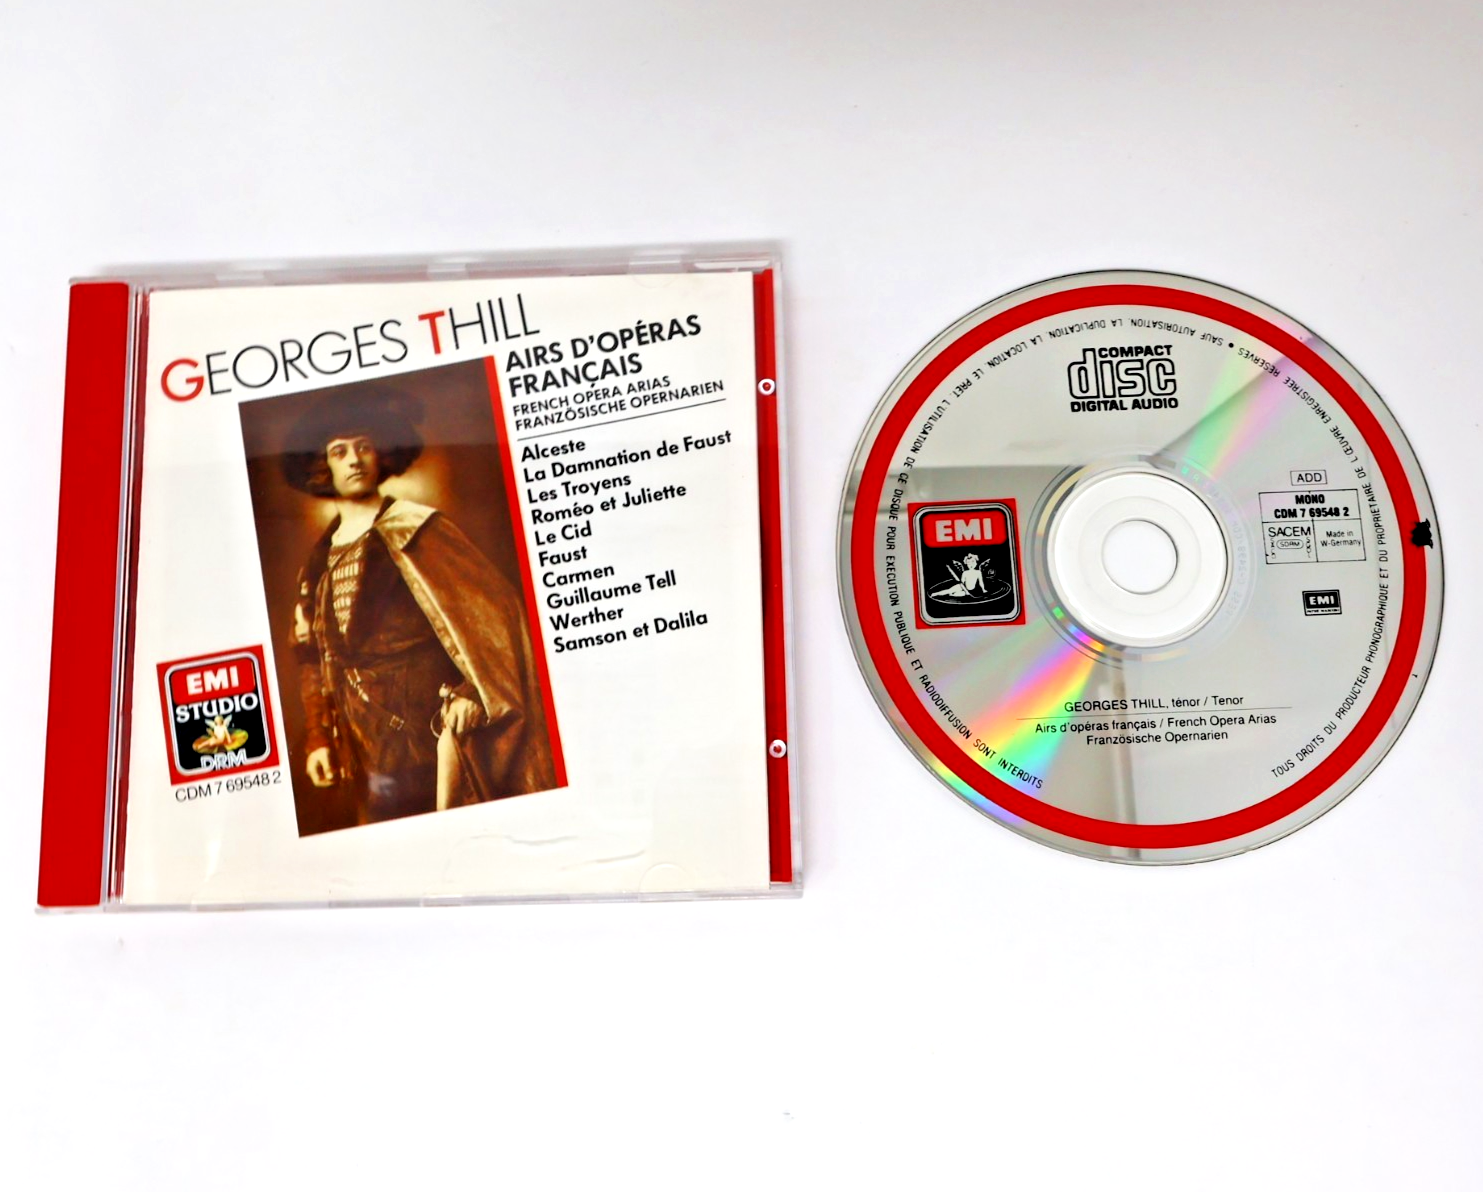 GEORGES THILL
AIRS D'OPÉRAS
FRANÇAIS
FRENCH OPERA ARIAS
FRANZÖSISCHE OPERNARIEN
Alceste
La Damnation de Faust
Les Troyens
Roméo et Juliette
Le Cid
Faust
Carmen
Guillaume Tell
Werther
Samson et Dalila
EMI
STUDIO
DRM
CDM 7 69548 2
COMPACT
disc
DIGITAL AUDIO
EMI
ADD
MONO
CDM 7 69548 2
SACEM
SDRM
Made in
W-Germany
EMI
GEORGES THILL, ténor / Tenor
Airs d'opéras français / French Opera Arias
Französische Opernarien
TOUS DROITS DU PRODUCTEUR PHONOGRAPHIQUE ET DU PROPRIETAIRE DE L'ŒUVRE ENREGISTREE RESERVES • SAUF AUTORISATION, LA DUPLICATION, LA LOCATION, LE PRET, L'UTILISATION DE CE DISQUE POUR EXECUTION PUBLIQUE ET RADIODIFFUSION SONT INTERDITS